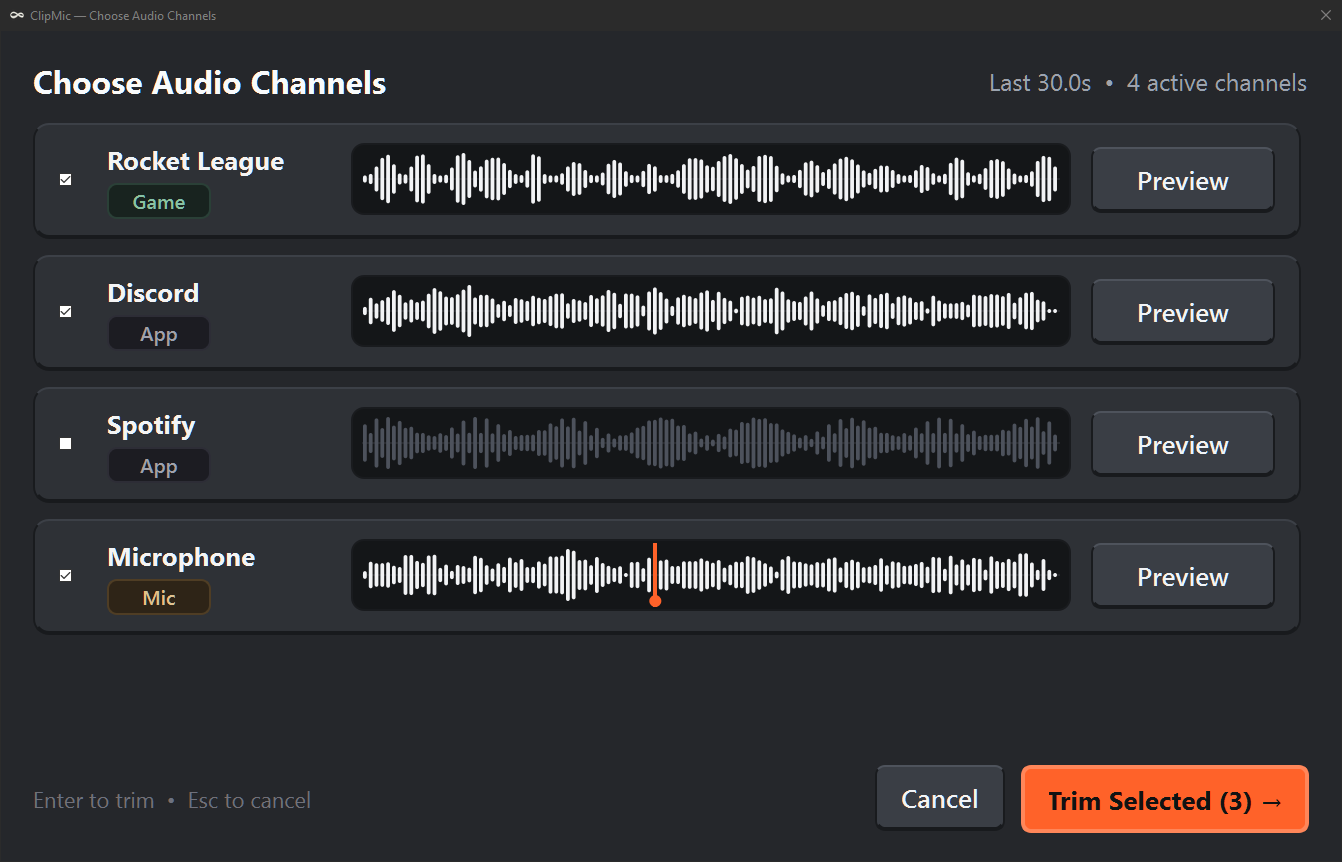 ClipMic — Choose Audio Channels
Choose Audio Channels
Last 30.0s • 4 active channels
Rocket League
Game
Preview
Discord
App
Preview
Spotify
App
Preview
Microphone
Mic
Preview
Enter to trim • Esc to cancel
Cancel
Trim Selected (3) →